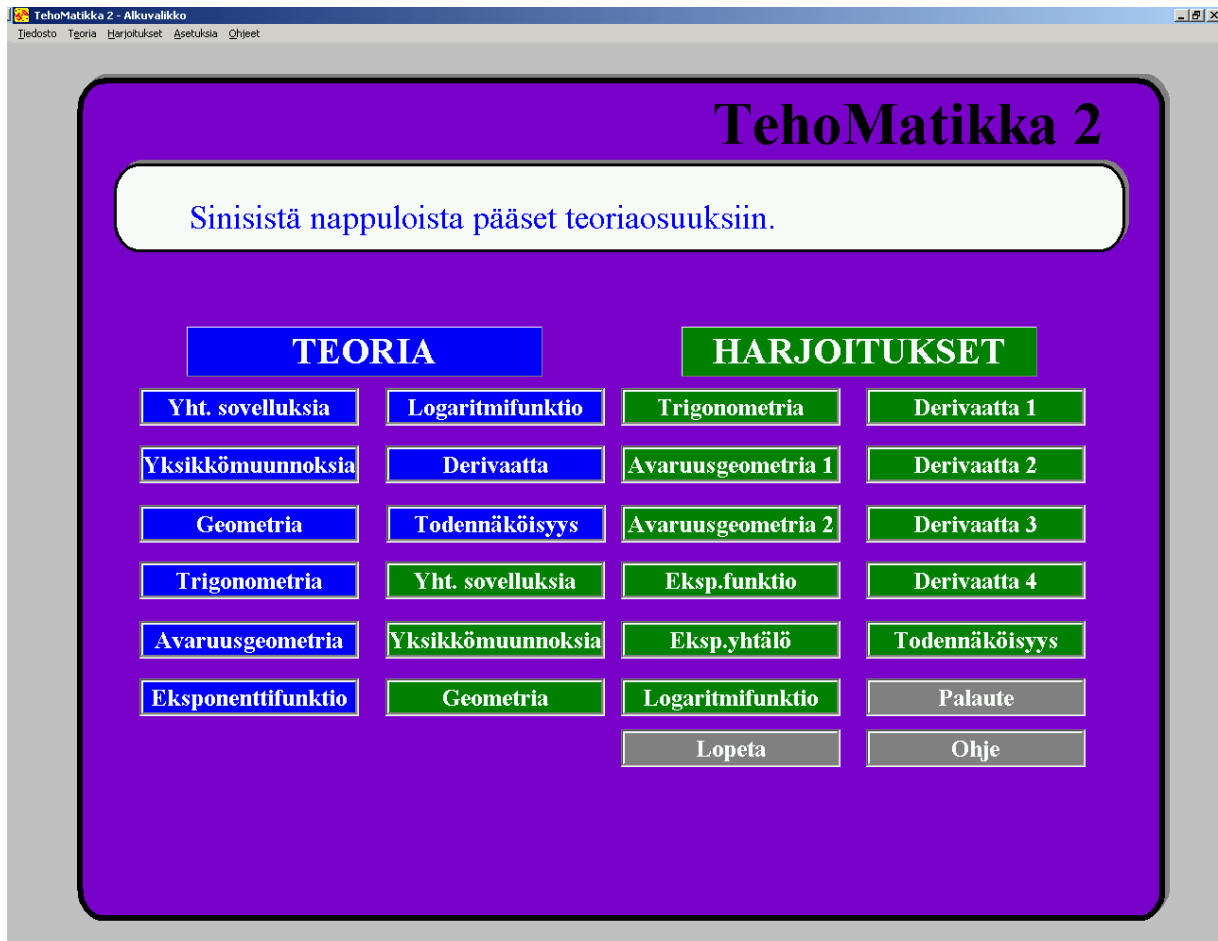 TehoMatikka 2 - Alkuvalikko
Tiedosto Teoria Harjoitukset Asetuksia Ohjeet
TehoMatikka 2
Sinisistä nappuloista pääset teoriaosuuksiin.
TEORIA HARJOITUKSET
Yht. sovelluksia Logaritmifunktio Trigonometria Derivaatta 1
Yksikkömuunnoksia Derivaatta Avaruusgeometria 1 Derivaatta 2
Geometria Todennäköisyys Avaruusgeometria 2 Derivaatta 3
Trigonometria Yht. sovelluksia Eksp.funktio Derivaatta 4
Avaruusgeometria Yksikkömuunnoksia Eksp.yhtälö Todennäköisyys
Eksponenttifunktio Geometria Logaritmifunktio Palaute
Lopeta Ohje